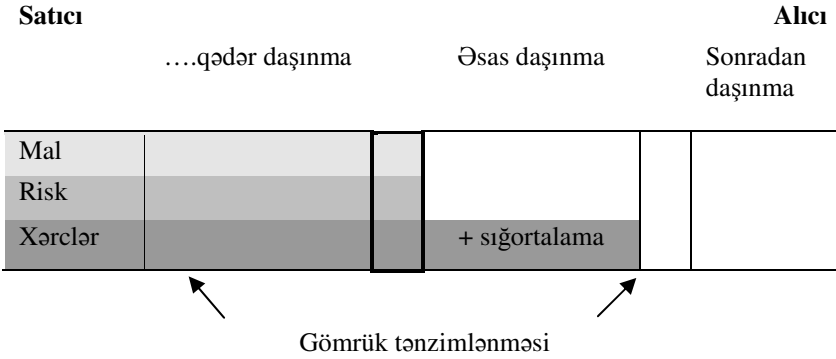 Satıcı Alıcı
….qədər daşınma Əsas daşınma Sonradan
daşınma
Mal
Risk
Xərclər + sığortalama
Gömrük tənzimlənməsi